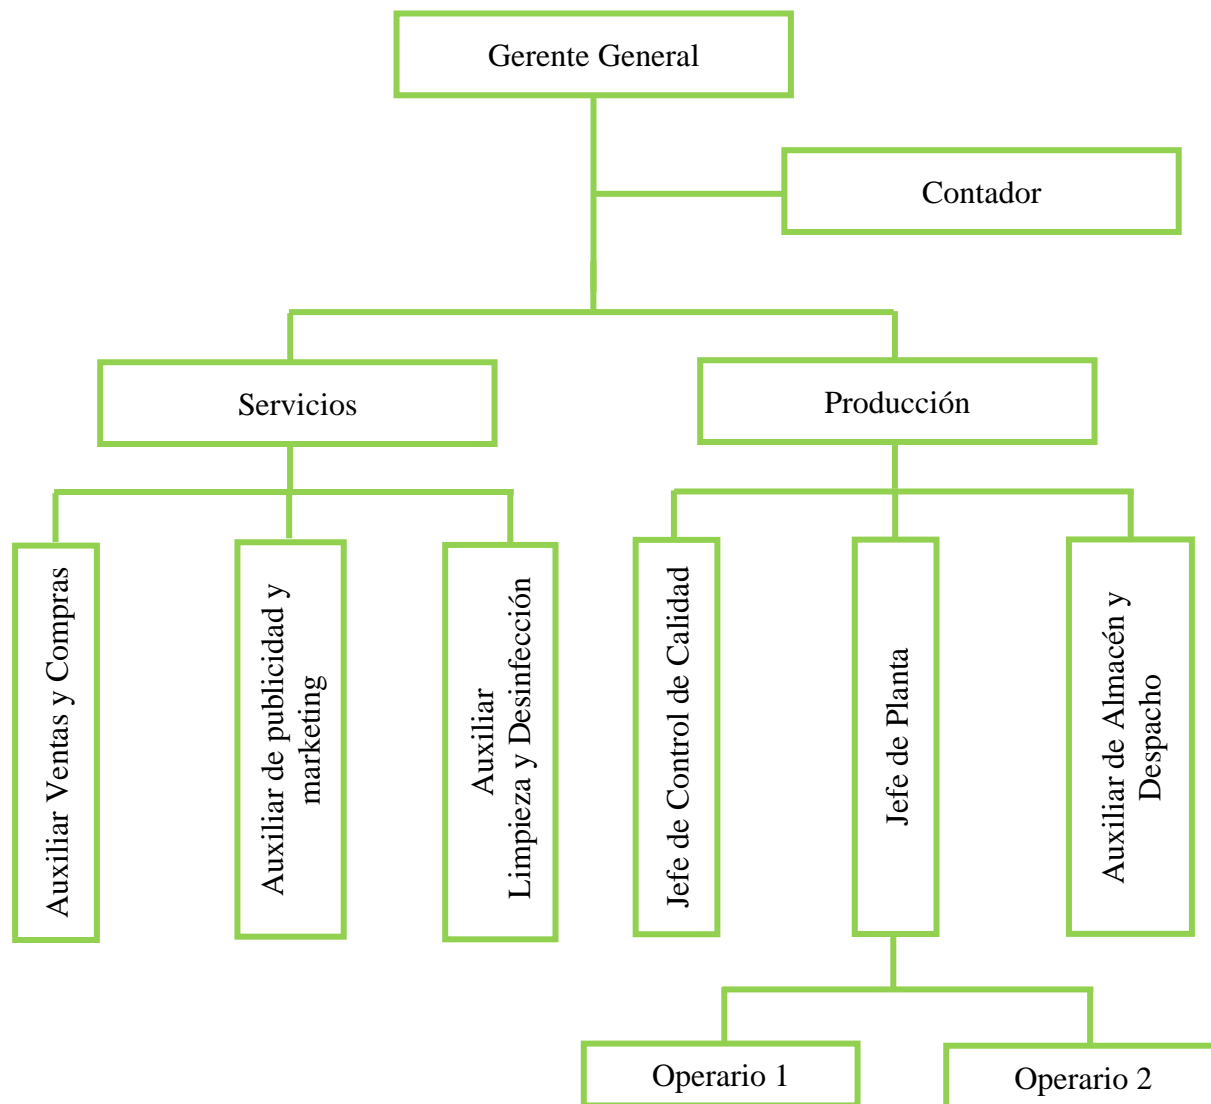 Gerente General
Contador
Servicios
Producción
Auxiliar Ventas y Compras
Auxiliar de publicidad y
marketing
Auxiliar
Limpieza y Desinfección
Jefe de Control de Calidad
Jefe de Planta
Auxiliar de Almacén y
Despacho
Operario 1
Operario 2